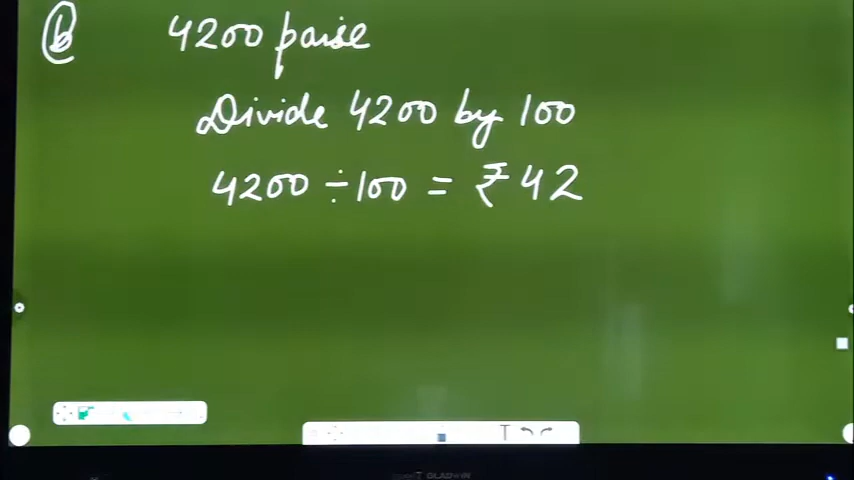 (b) 4200 paise
Divide 4200 by 100
4200 ÷ 100 = ₹ 42
T